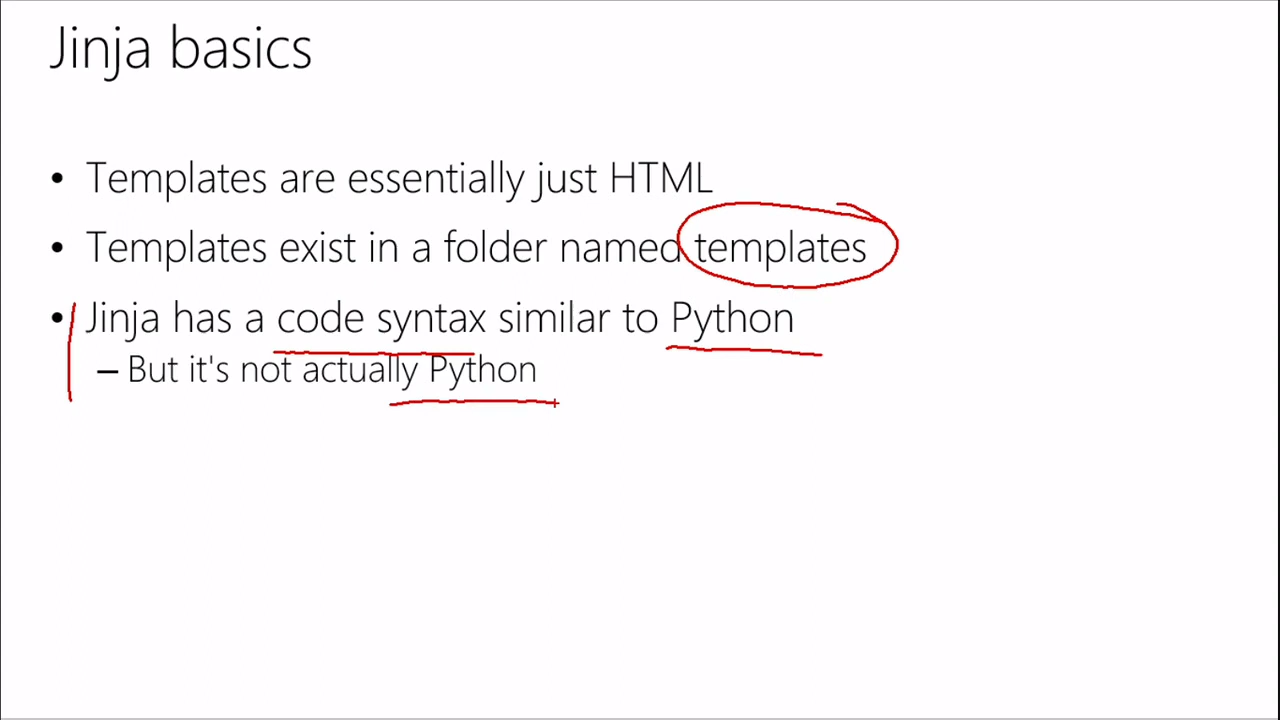 Jinja basics
• Templates are essentially just HTML
• Templates exist in a folder named templates
• Jinja has a code syntax similar to Python
– But it's not actually Python